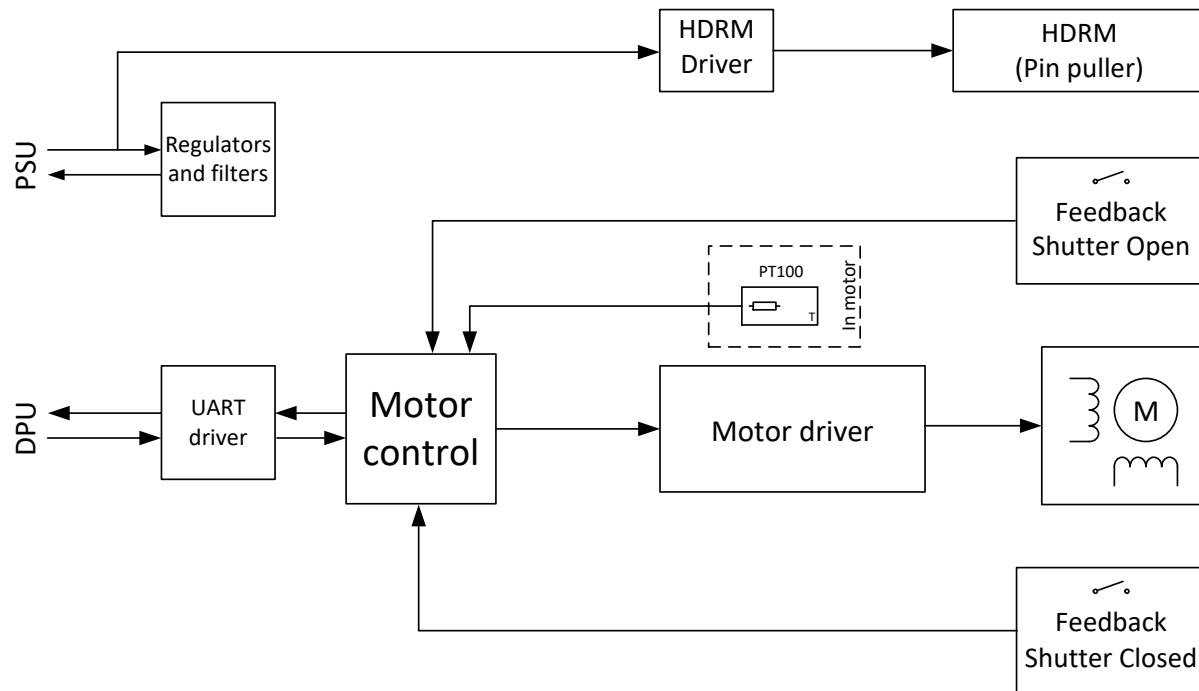 HDRM
Driver
HDRM
(Pin puller)
PSU
Regulators
and filters
Feedback
Shutter Open
PT100
T
In motor
DPU
UART
driver
Motor
control
Motor driver
M
Feedback
Shutter Closed